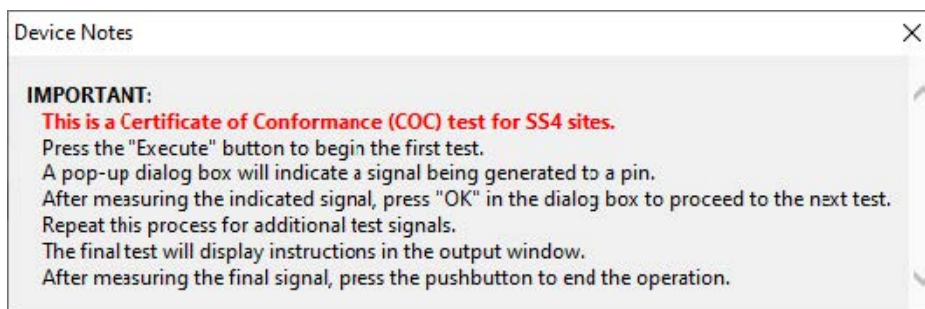 Device Notes
IMPORTANT:
This is a Certificate of Conformance (COC) test for SS4 sites.
Press the "Execute" button to begin the first test.
A pop-up dialog box will indicate a signal being generated to a pin.
After measuring the indicated signal, press "OK" in the dialog box to proceed to the next test.
Repeat this process for additional test signals.
The final test will display instructions in the output window.
After measuring the final signal, press the pushbutton to end the operation.